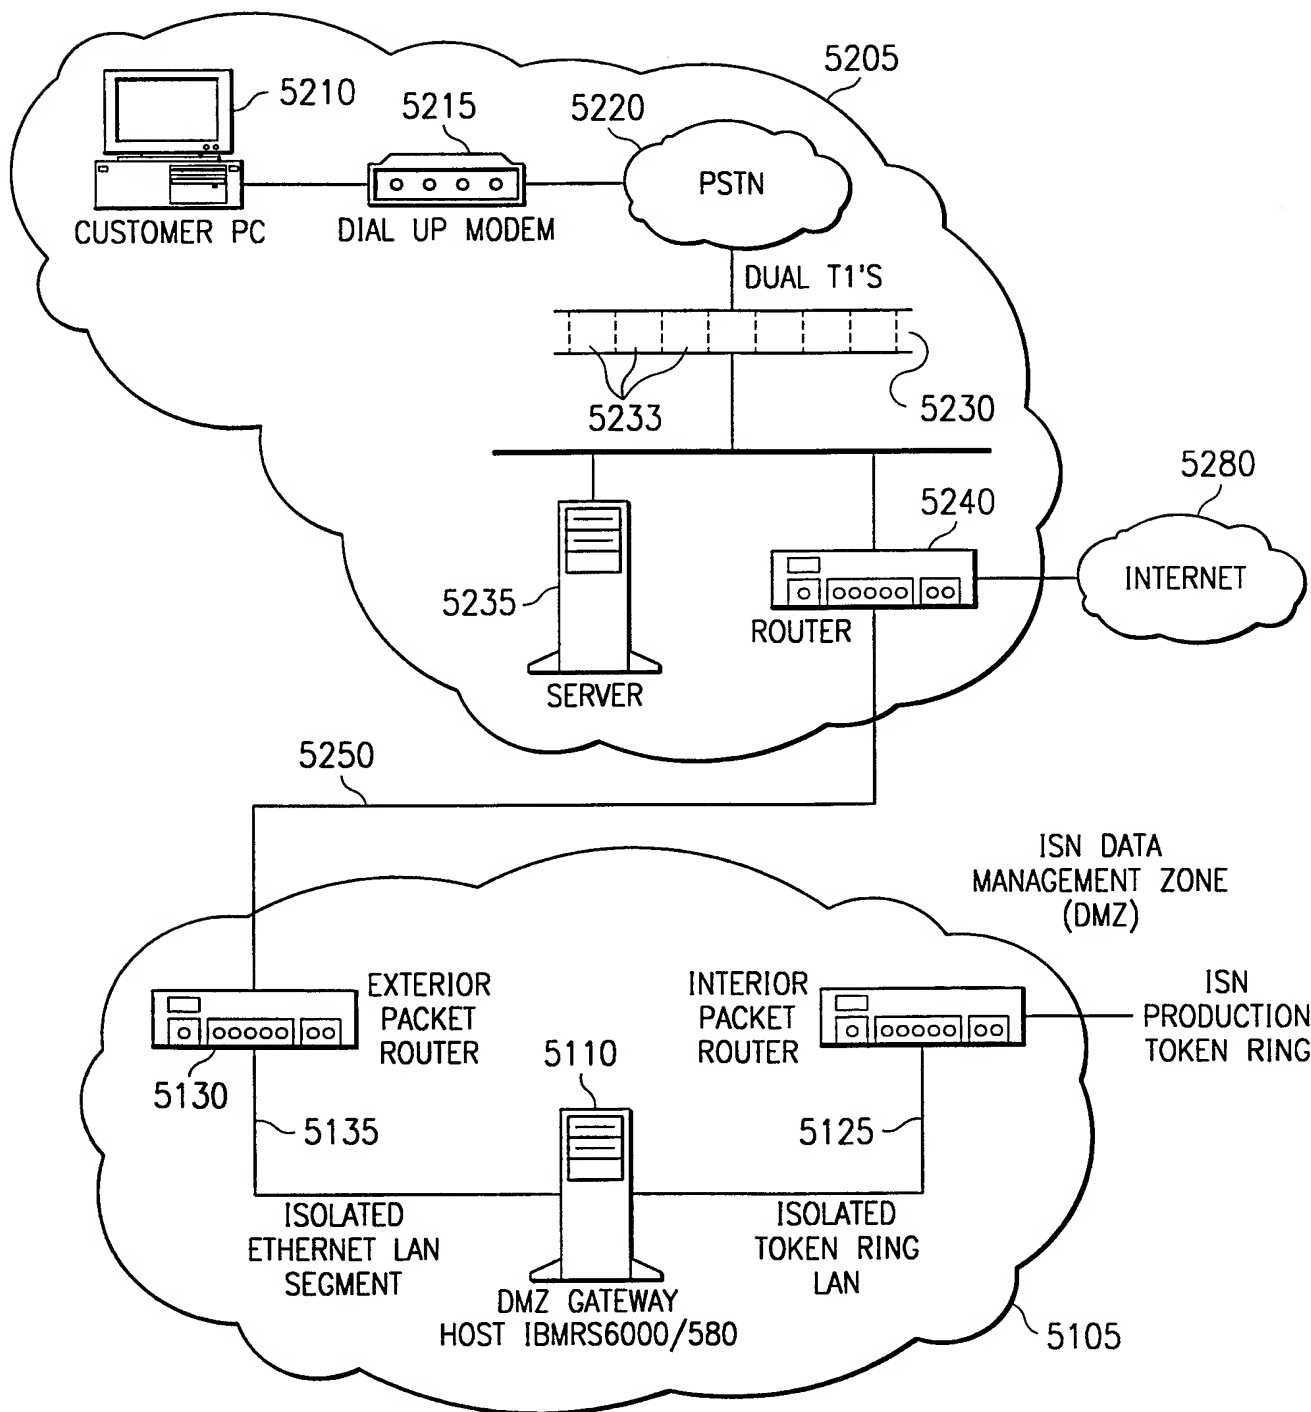 5205
5210
5215
5220
PSTN
CUSTOMER PC
DIAL UP MODEM
DUAL T1'S
5233
5230
5280
5240
INTERNET
5235
ROUTER
SERVER
5250
ISN DATA
MANAGEMENT ZONE
(DMZ)
EXTERIOR
PACKET
ROUTER
INTERIOR
PACKET
ROUTER
ISN
PRODUCTION
TOKEN RING
5130
5110
5135
5125
ISOLATED
ETHERNET LAN
SEGMENT
ISOLATED
TOKEN RING
LAN
DMZ GATEWAY
HOST IBMRS6000/580
5105